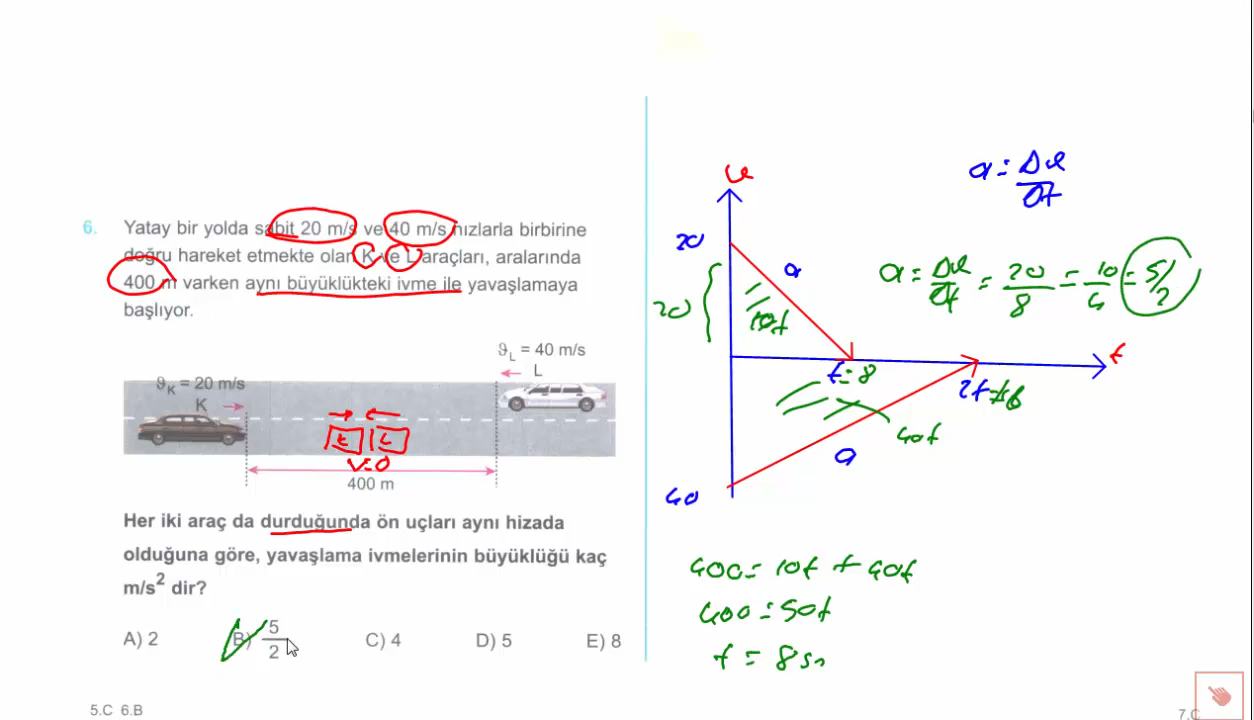 6. Yatay bir yolda sabit 20 m/s ve 40 m/s hızlarla birbirine
doğru hareket etmekte olan K ve L araçları, aralarında
400 m varken aynı büyüklükteki ivme ile yavaşlamaya
başlıyor.
ϑL = 40 m/s
L
ϑK = 20 m/s
K
K L
V=0
400 m
Her iki araç da durduğunda ön uçları aynı hizada
olduğuna göre, yavaşlama ivmelerinin büyüklüğü kaç
m/s² dir?
A) 2 B) 5/2 C) 4 D) 5 E) 8
5.C 6.B
a = Δϑ/Δt
ϑ
20
a
a = Δϑ/Δt = 20/8 = 10/4 = 5/2
20
10t
t
t=8
2t=16
40t
a
40
400 = 10t + 40t
400 = 50t
t = 8 sn
7.C